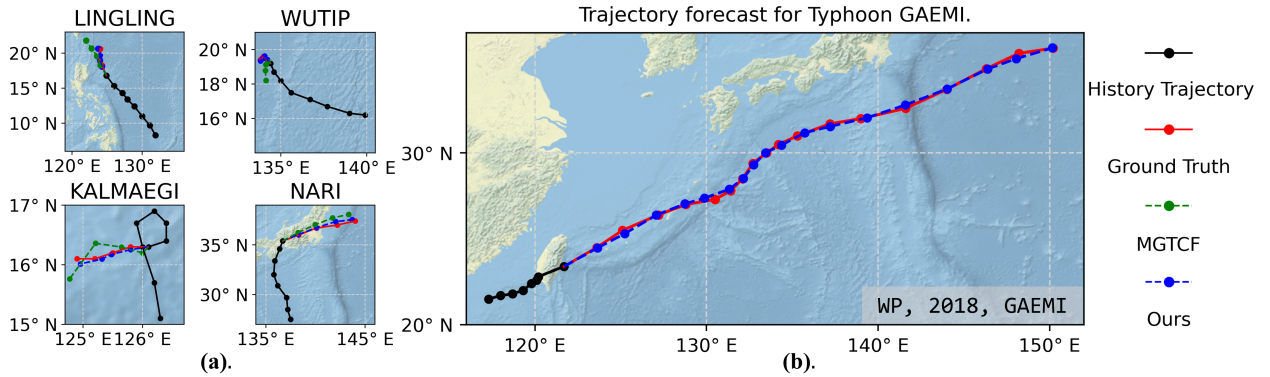 LINGLING
20° N
15° N
10° N
120° E
130° E
WUTIP
20° N
18° N
16° N
135° E
140° E
KALMAEGI
17° N
16° N
15° N
125° E
126° E
NARI
35° N
30° N
135° E
145° E
(a).
Trajectory forecast for Typhoon GAEMI.
30° N
20° N
120° E
130° E
140° E
150° E
WP, 2018, GAEMI
(b).
History Trajectory
Ground Truth
MGTCF
Ours